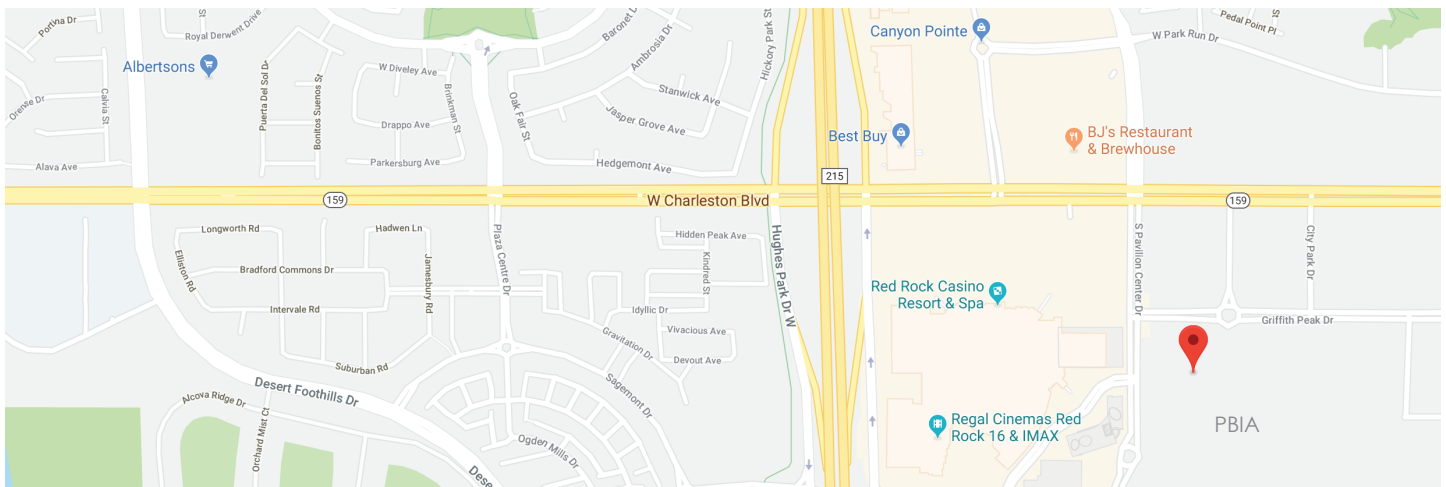 Portvna Dr
St
Royal Derwent Drive
Albertsons
Orense Dr
Calvia St
Puerta Del Sol Dr
Bonitos Suenos St
Alava Ave
W Diveley Ave
Brinkman St
Drappo Ave
Parkersburg Ave
Oak Fair St
Baronet
Ambrosia Dr
Stanwick Ave
Jasper Grove Ave
Hedgemont Ave
Hickory Park St
Canyon Pointe
Best Buy
BJ's Restaurant
& Brewhouse
W Park Run Dr
Pedal Point Pl
St
215
159
W Charleston Blvd
159
Longworth Rd
Hadwen Ln
Elliston Rd
Bradford Commons Dr
Jamesbury Rd
Intervale Rd
Suburban Rd
Plaza Centre Dr
Hidden Peak Ave
Kindred St
Idyllic Dr
Vivacious Ave
Devout Ave
Gravitation Dr
Sagemont Dr
Hughes Park Dr W
Red Rock Casino
Resort & Spa
S Pavilion Center Dr
City Park Dr
Griffith Peak Dr
Desert Foothills Dr
Alcova Ridge Dr
Orchard Mist Ct
Ogden Mills Dr
Dese
Regal Cinemas Red
Rock 16 & IMAX
PBIA